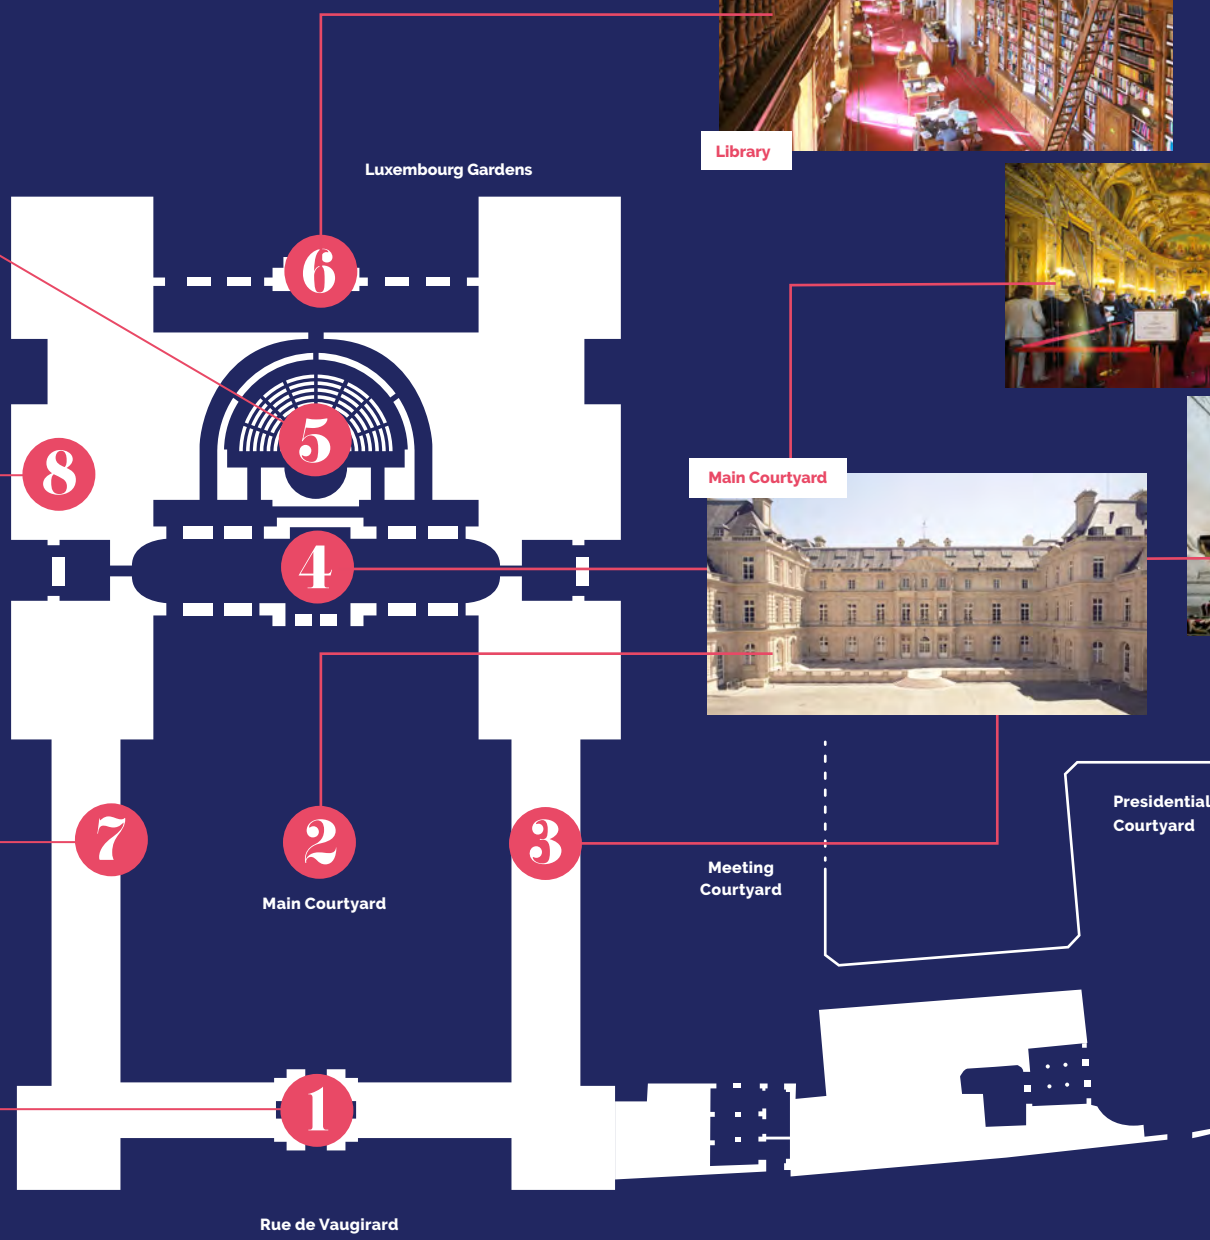 Library
Luxembourg Gardens
6
5
8
Main Courtyard
4
Presidential
Courtyard
7
2
3
Meeting
Courtyard
Main Courtyard
1
Rue de Vaugirard